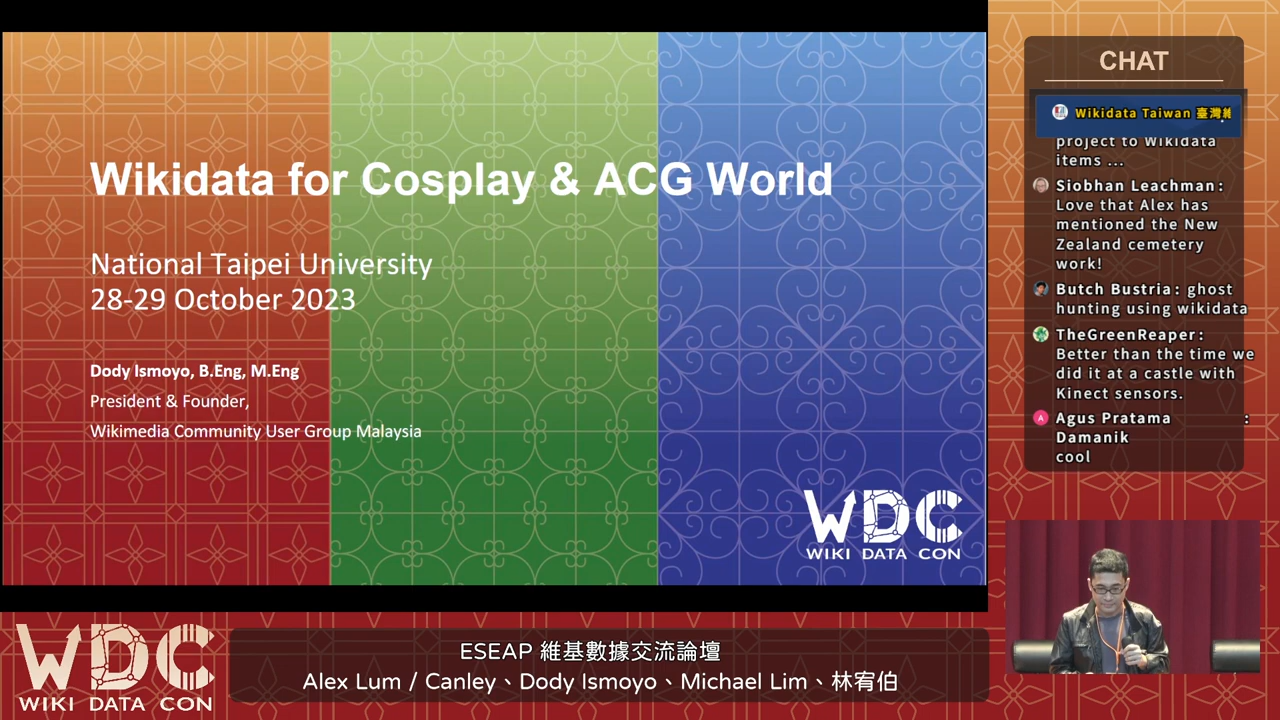 Wikidata for Cosplay & ACG World
National Taipei University
28-29 October 2023
Dody Ismoyo, B.Eng, M.Eng
President & Founder,
Wikimedia Community User Group Malaysia
WDC
WIKI DATA CON
CHAT
Wikidata Taiwan 臺灣維
project to Wikidata
items ...
Siobhan Leachman:
Love that Alex has
mentioned the New
Zealand cemetery
work!
Butch Bustria: ghost
hunting using wikidata
TheGreenReaper:
Better than the time we
did it at a castle with
Kinect sensors.
A Agus Pratama :
Damanik
cool
WDC
WIKI DATA CON
ESEAP 維基數據交流論壇
Alex Lum / Canley、Dody Ismoyo、Michael Lim、林宥伯